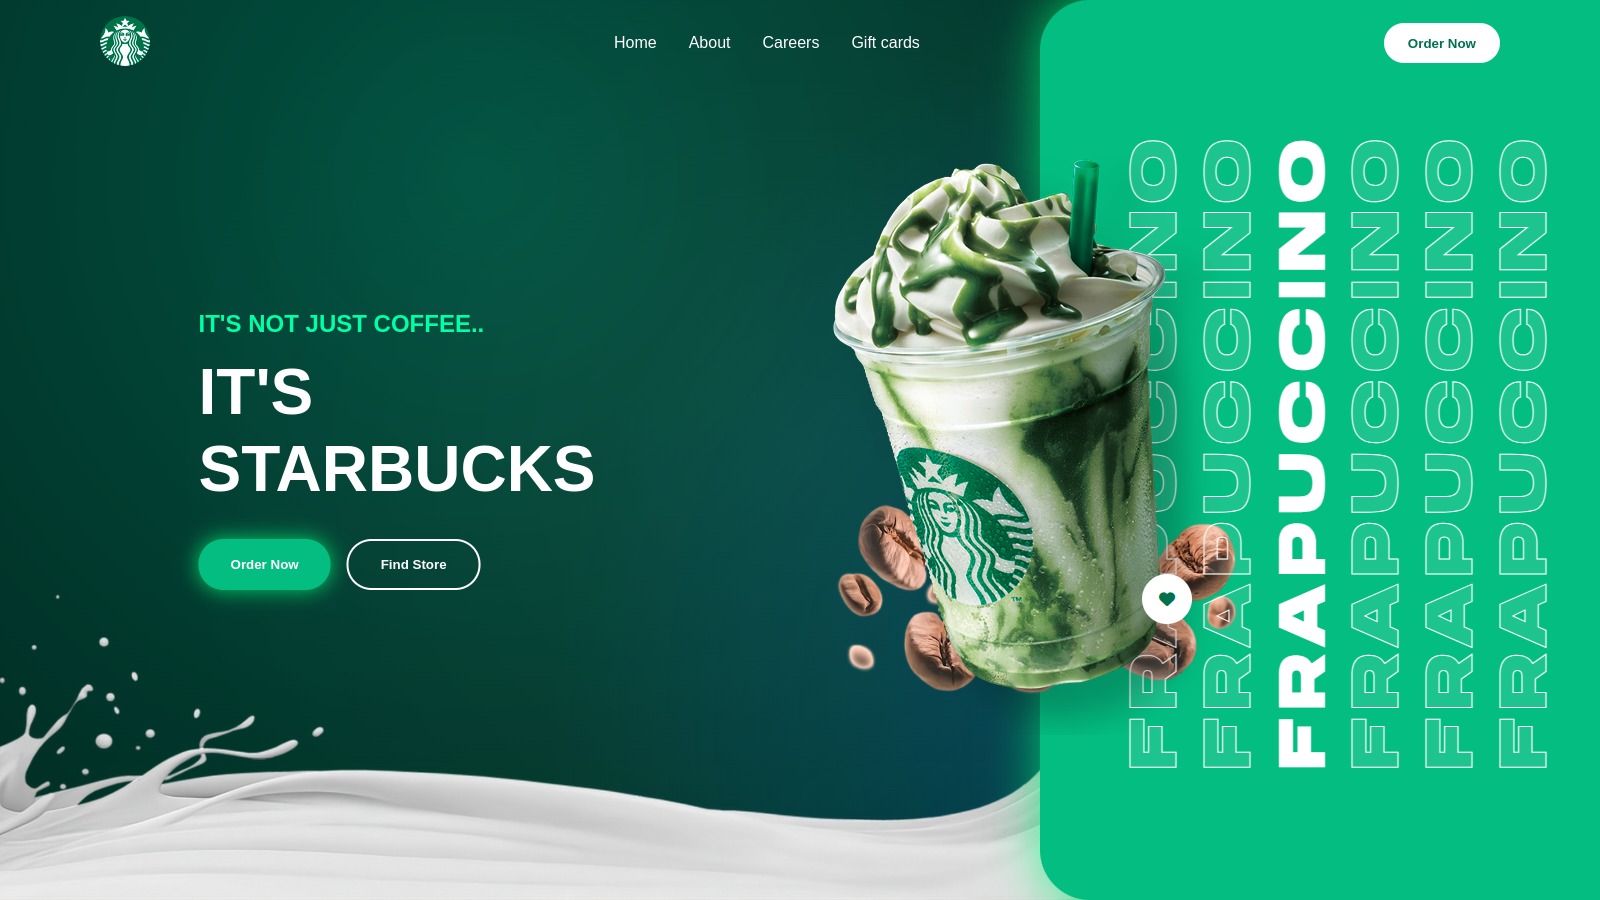 Home About Careers Gift cards
Order Now
IT'S NOT JUST COFFEE..
IT'S
STARBUCKS
Order Now Find Store
TM
FRAPUCCINO
FRAPUCCINO
FRAPUCCINO
FRAPUCCINO
FRAPUCCINO
FRAPUCCINO